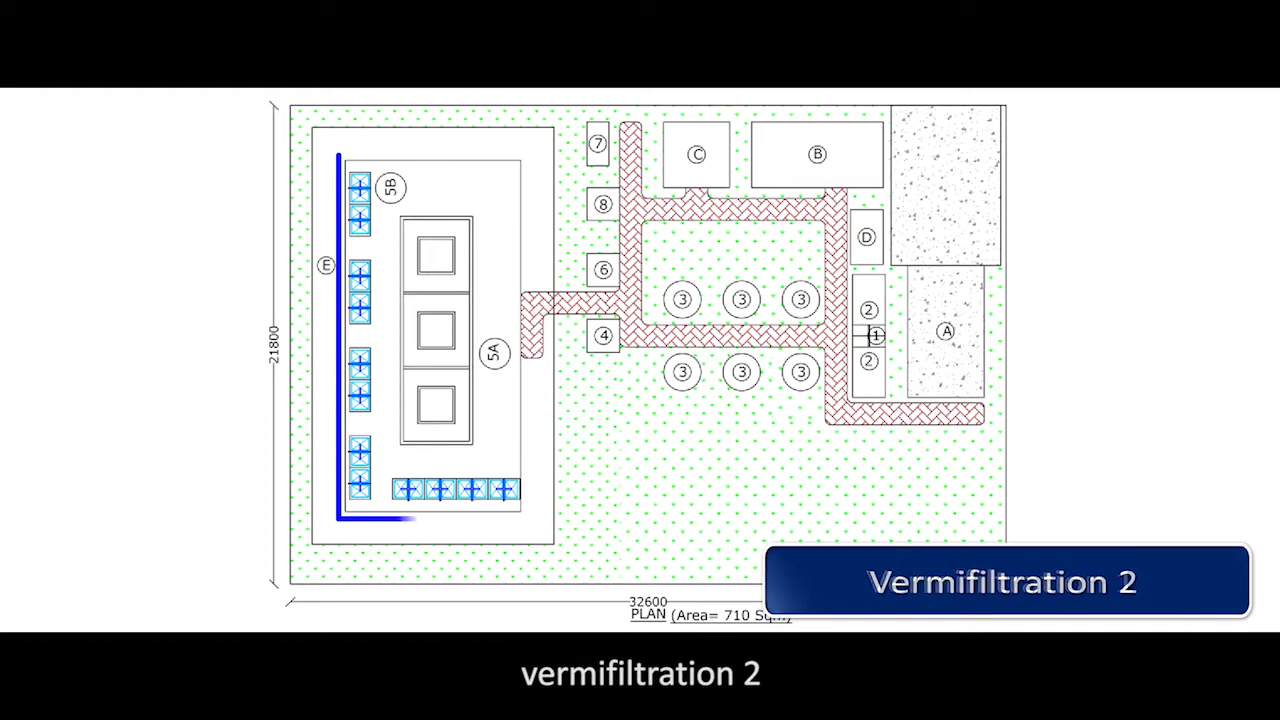 7
C
B
5B
8
D
E
6
3
3
3
2
4
1
A
5A
2
3
3
3
21800
32600
PLAN (Area= 710 Sqm)
Vermifiltration 2
vermifiltration 2